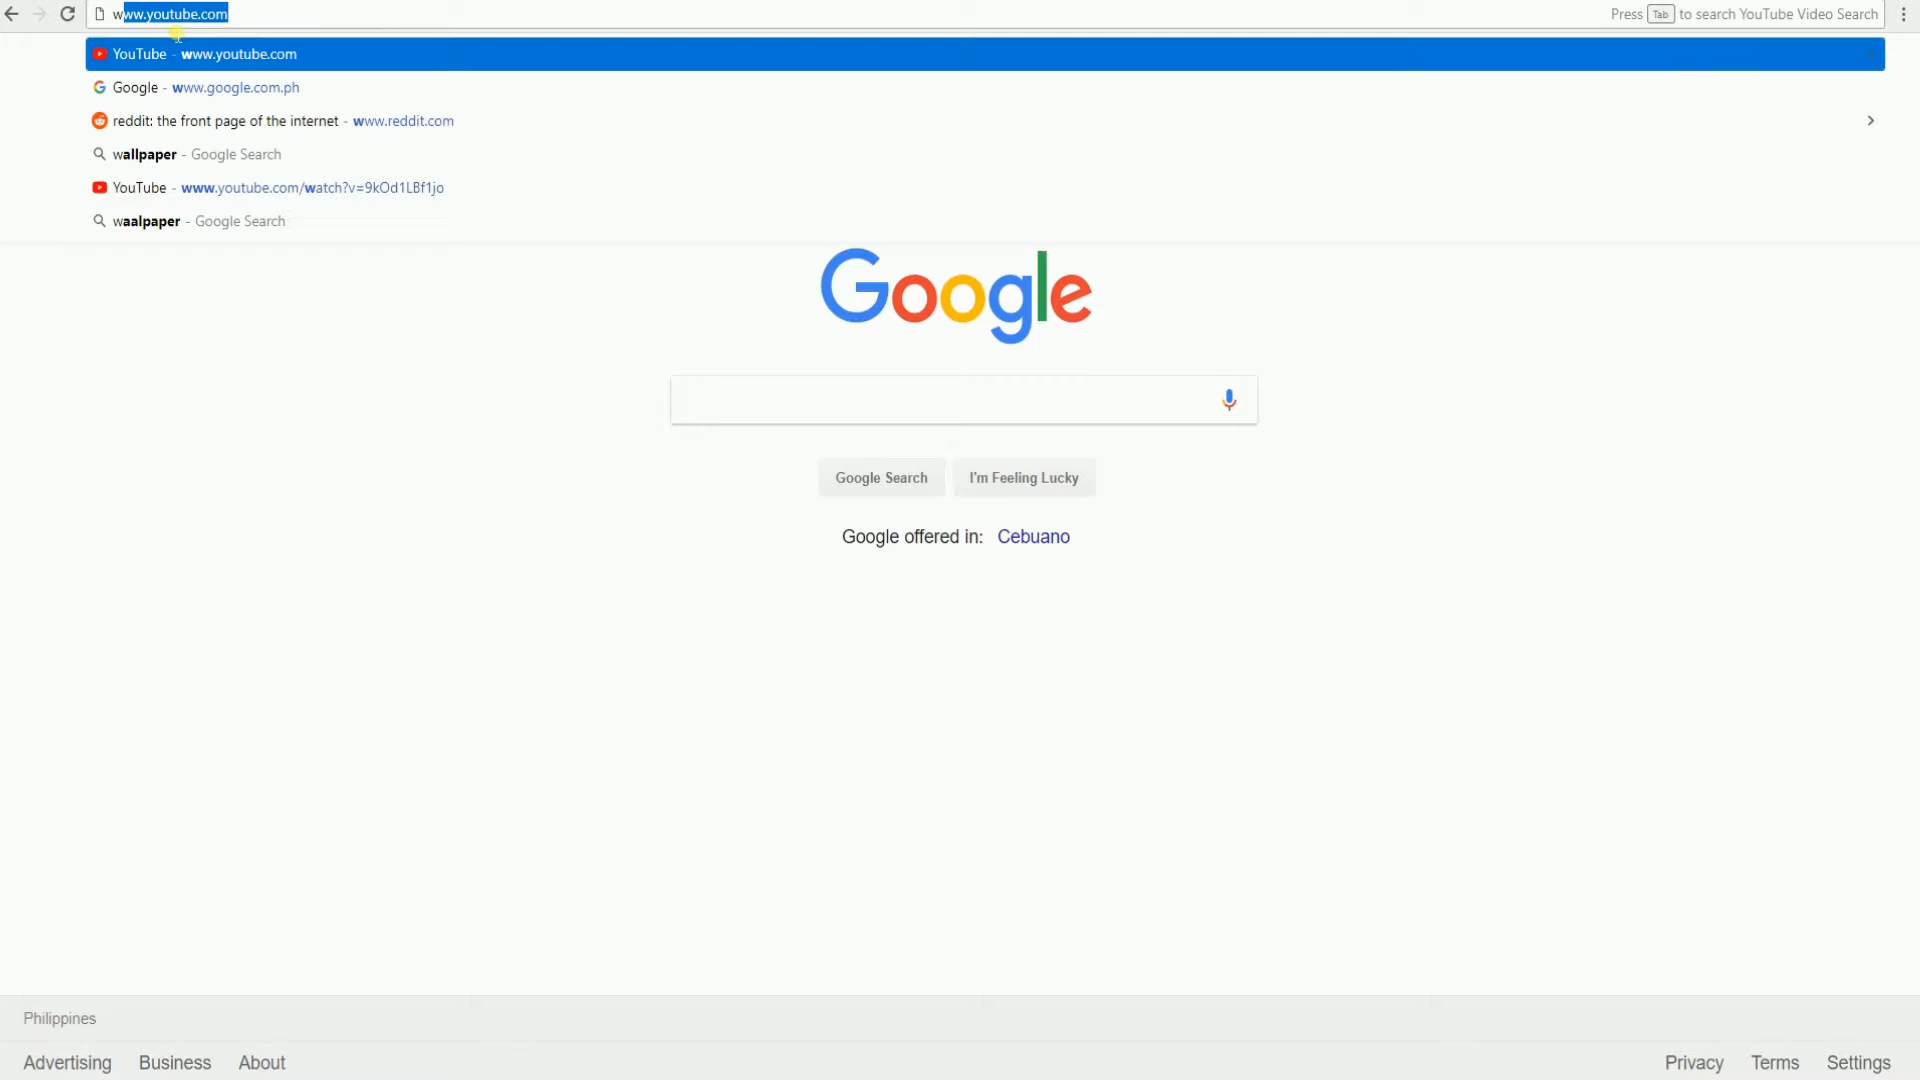 www.youtube.com
Press Tab to search YouTube Video Search
YouTube - www.youtube.com
Google - www.google.com.ph
reddit: the front page of the internet - www.reddit.com
wallpaper - Google Search
YouTube - www.youtube.com/watch?v=9kOd1LBf1jo
waalpaper - Google Search
Google
Google Search
I'm Feeling Lucky
Google offered in: Cebuano
Philippines
Advertising Business About
Privacy Terms Settings